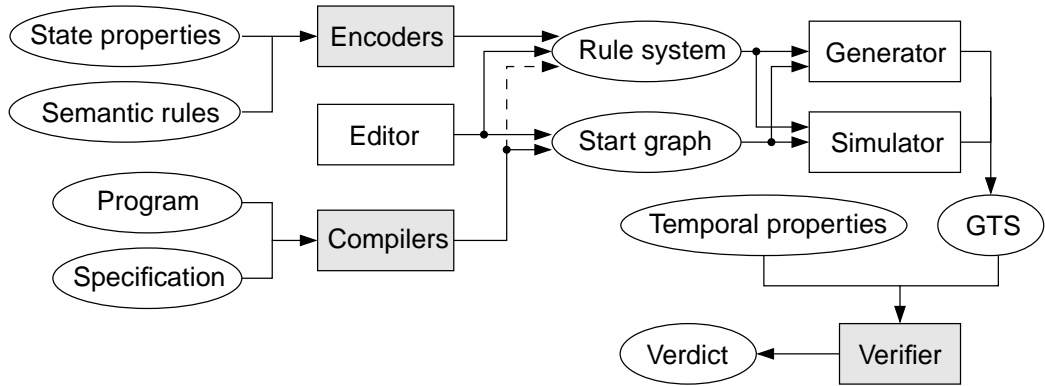 State properties
Encoders
Rule system
Generator
Semantic rules
Editor
Start graph
Simulator
Program
Compilers
Temporal properties
GTS
Specification
Verdict
Verifier